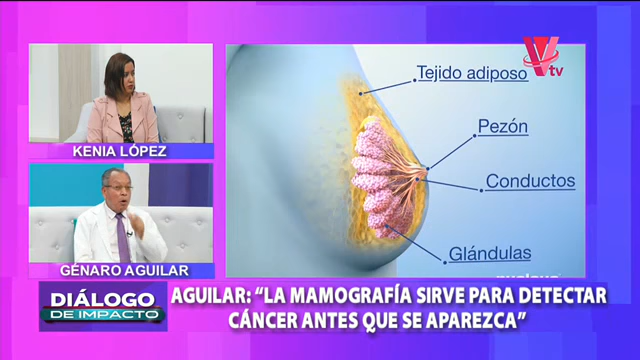 KENIA LÓPEZ
GÉNARO AGUILAR
Vtv
Tejido adiposo
Pezón
Conductos
Glándulas
DIÁLOGO
DE IMPACTO
AGUILAR: “LA MAMOGRAFÍA SIRVE PARA DETECTAR
CÁNCER ANTES QUE SE APAREZCA”